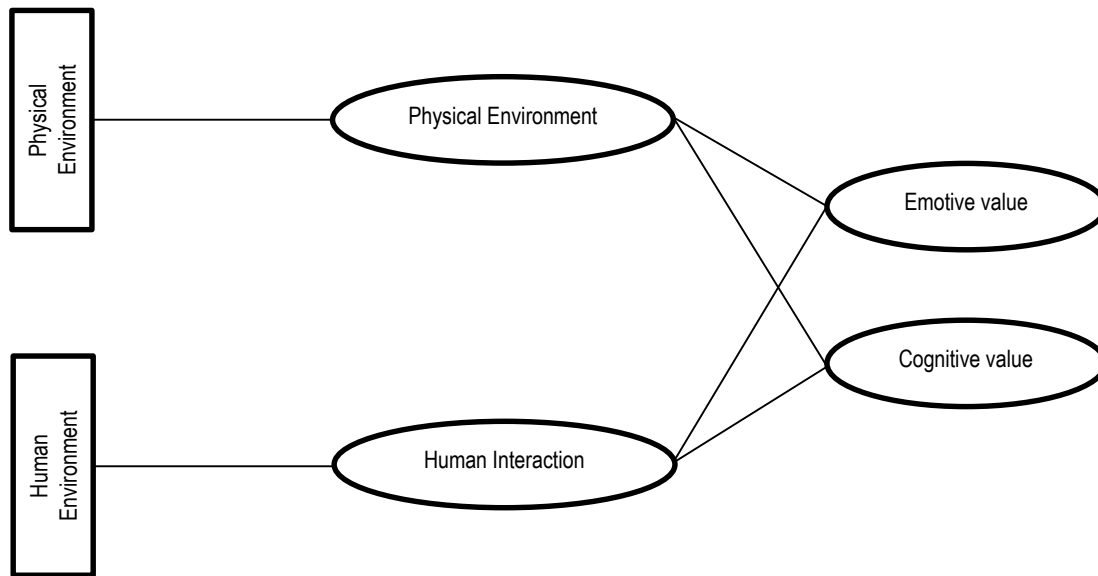 Physical
Environment
Physical Environment
Emotive value
Cognitive value
Human
Environment
Human Interaction